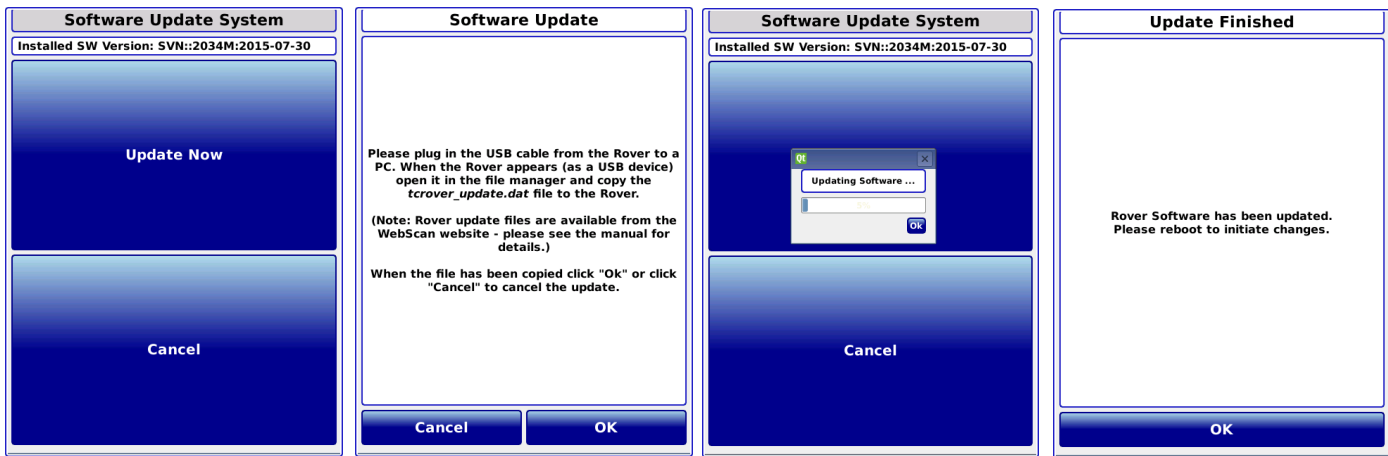 Software Update System
Installed SW Version: SVN::2034M:2015-07-30
Update Now
Cancel
Software Update
Please plug in the USB cable from the Rover to a
PC. When the Rover appears (as a USB device)
open it in the file manager and copy the
tcrover_update.dat file to the Rover.
(Note: Rover update files are available from the
WebScan website - please see the manual for
details.)
When the file has been copied click "Ok" or click
"Cancel" to cancel the update.
Cancel
OK
Software Update System
Installed SW Version: SVN::2034M:2015-07-30
Qt
Updating Software ...
Ok
Cancel
Update Finished
Rover Software has been updated.
Please reboot to initiate changes.
OK